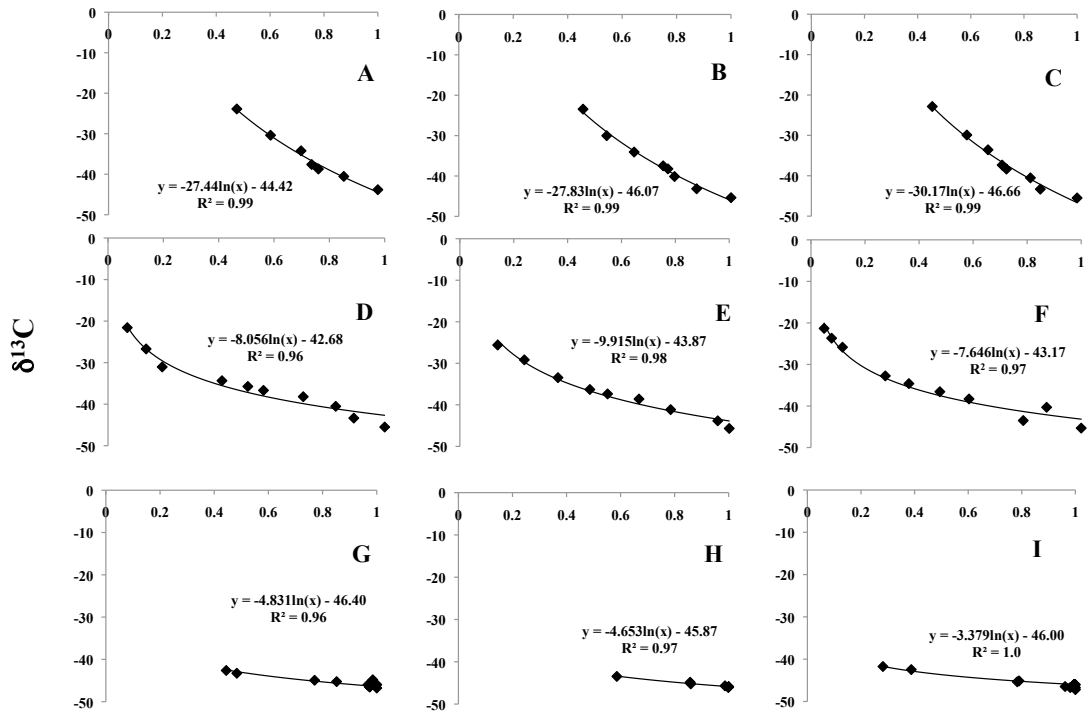 0 0.2 0.4 0.6 0.8 1
0
-10
-20
-30
-40
-50
A
y = -27.44ln(x) - 44.42
R² = 0.99
0 0.2 0.4 0.6 0.8 1
0
-10
-20
-30
-40
-50
B
y = -27.83ln(x) - 46.07
R² = 0.99
0 0.2 0.4 0.6 0.8 1
0
-10
-20
-30
-40
-50
C
y = -30.17ln(x) - 46.66
R² = 0.99
δ¹³C
0 0.2 0.4 0.6 0.8 1
0
-10
-20
-30
-40
-50
D
y = -8.056ln(x) - 42.68
R² = 0.96
0 0.2 0.4 0.6 0.8 1
0
-10
-20
-30
-40
-50
E
y = -9.915ln(x) - 43.87
R² = 0.98
0 0.2 0.4 0.6 0.8 1
0
-10
-20
-30
-40
-50
F
y = -7.646ln(x) - 43.17
R² = 0.97
0 0.2 0.4 0.6 0.8 1
0
-10
-20
-30
-40
-50
G
y = -4.831ln(x) - 46.40
R² = 0.96
0 0.2 0.4 0.6 0.8 1
0
-10
-20
-30
-40
-50
H
y = -4.653ln(x) - 45.87
R² = 0.97
0 0.2 0.4 0.6 0.8 1
0
-10
-20
-30
-40
-50
I
y = -3.379ln(x) - 46.00
R² = 1.0